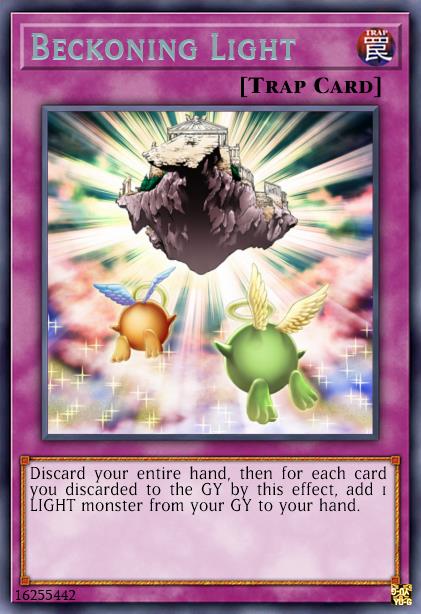 Beckoning Light
TRAP
罠
[Trap Card]
Discard your entire hand, then for each card
you discarded to the GY by this effect, add 1
LIGHT monster from your GY to your hand.
16255442